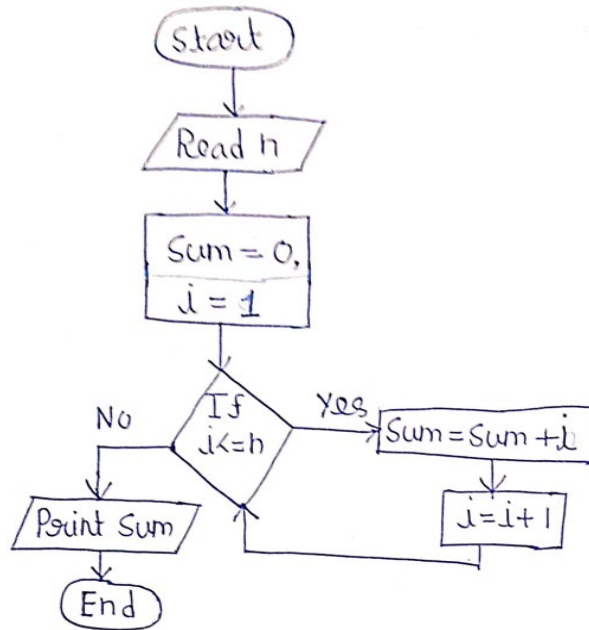 Start
Read n
Sum = 0,
i = 1
If
i<=n
Yes
No
Sum = Sum + i
i = i + 1
Print Sum
End